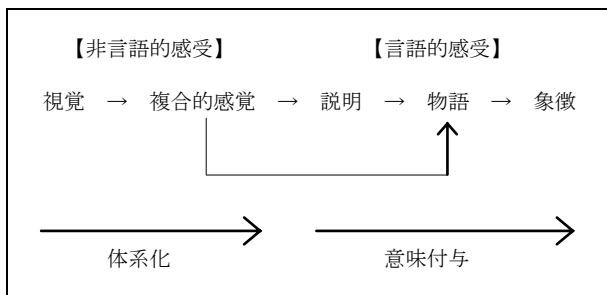 【非言語的感受】 【言語的感受】
視覚 → 複合的感覚 → 説明 → 物語 → 象徴
体系化 意味付与